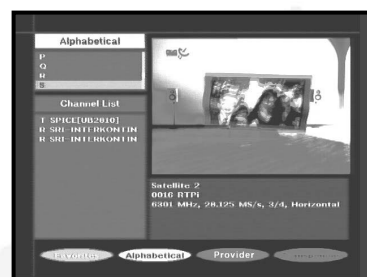 Alphabetical
P
Q
R
S
Channel List
T SPICE[UB2010]
R SRI-INTERKONTIN
R SRI-INTERKONTIN
Satellite 2
0016 RTPi
6301 MHz, 28.125 MS/s, 3/4, Horizontal
Favorites
Alphabetical
Provider